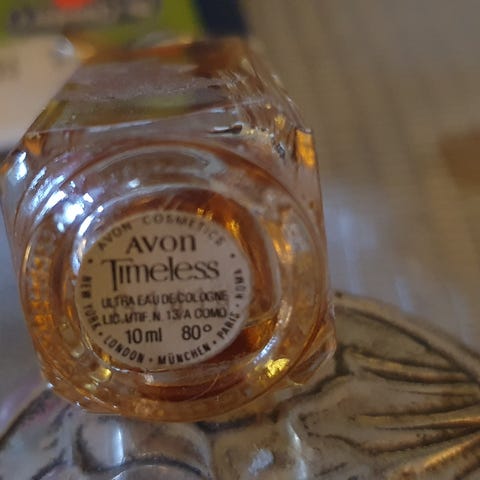 AVON COSMETICS
AVON
Timeless
ULTRA EAU DE COLOGNE
LIC. UTIF. N. 13/A COMO
10 ml 80°
NEW YORK • LONDON • MÜNCHEN • PARIS • ROMA